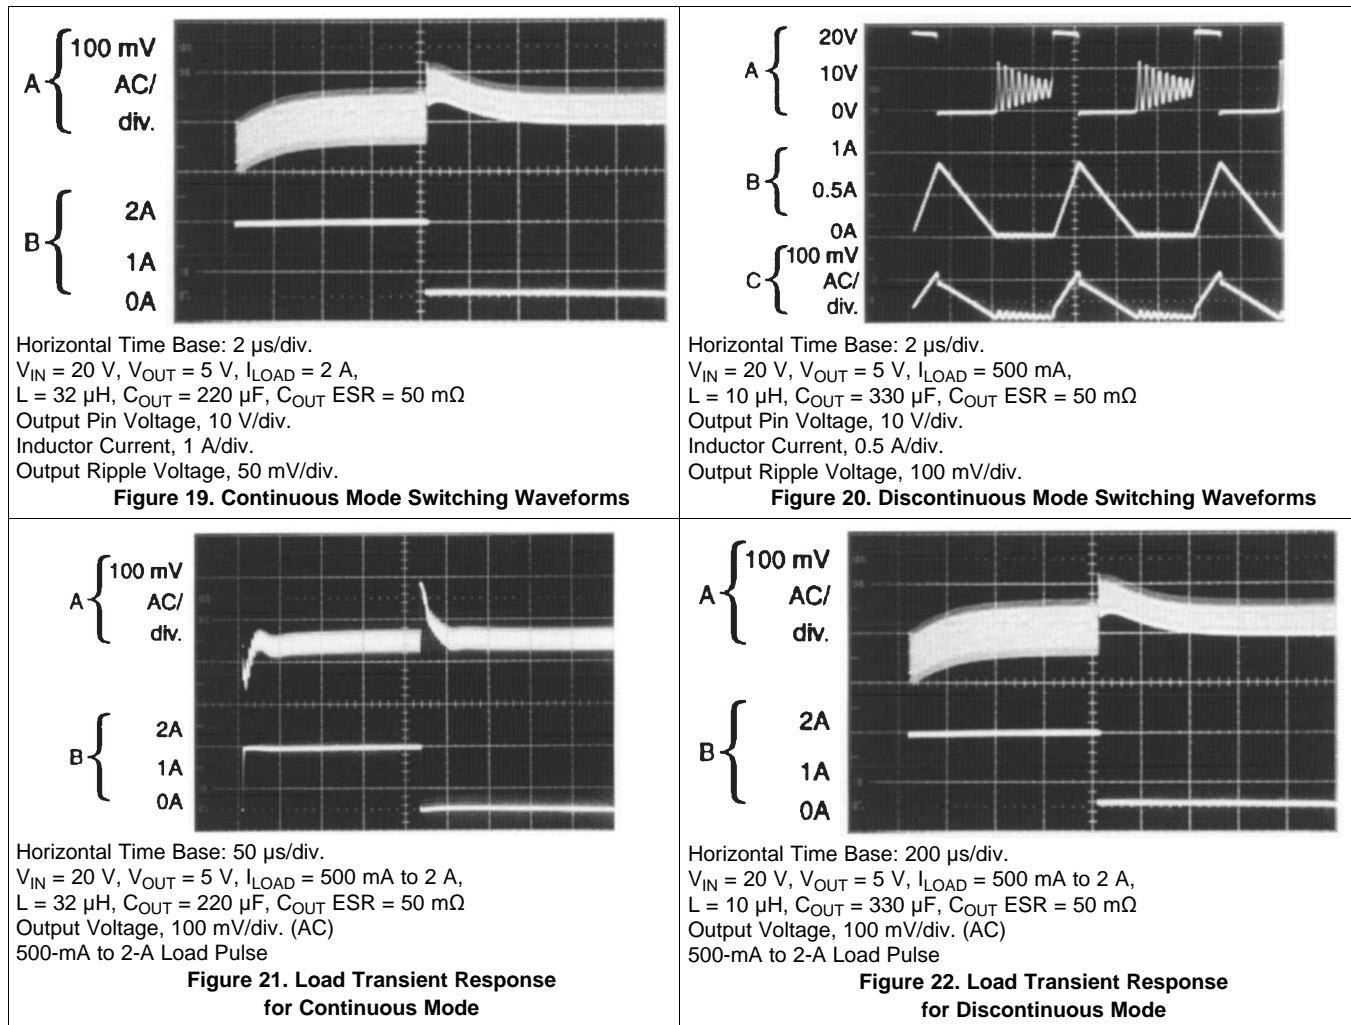 A
100 mV
AC/
div.
B
2A
1A
0A
Horizontal Time Base: 2 µs/div.
V_IN = 20 V, V_OUT = 5 V, I_LOAD = 2 A,
L = 32 µH, C_OUT = 220 µF, C_OUT ESR = 50 mΩ
Output Pin Voltage, 10 V/div.
Inductor Current, 1 A/div.
Output Ripple Voltage, 50 mV/div.
Figure 19. Continuous Mode Switching Waveforms
A
20V
10V
0V
B
1A
0.5A
0A
C
100 mV
AC/
div.
Horizontal Time Base: 2 µs/div.
V_IN = 20 V, V_OUT = 5 V, I_LOAD = 500 mA,
L = 10 µH, C_OUT = 330 µF, C_OUT ESR = 50 mΩ
Output Pin Voltage, 10 V/div.
Inductor Current, 0.5 A/div.
Output Ripple Voltage, 100 mV/div.
Figure 20. Discontinuous Mode Switching Waveforms
A
100 mV
AC/
div.
B
2A
1A
0A
Horizontal Time Base: 50 µs/div.
V_IN = 20 V, V_OUT = 5 V, I_LOAD = 500 mA to 2 A,
L = 32 µH, C_OUT = 220 µF, C_OUT ESR = 50 mΩ
Output Voltage, 100 mV/div. (AC)
500-mA to 2-A Load Pulse
Figure 21. Load Transient Response
for Continuous Mode
A
100 mV
AC/
div.
B
2A
1A
0A
Horizontal Time Base: 200 µs/div.
V_IN = 20 V, V_OUT = 5 V, I_LOAD = 500 mA to 2 A,
L = 10 µH, C_OUT = 330 µF, C_OUT ESR = 50 mΩ
Output Voltage, 100 mV/div. (AC)
500-mA to 2-A Load Pulse
Figure 22. Load Transient Response
for Discontinuous Mode